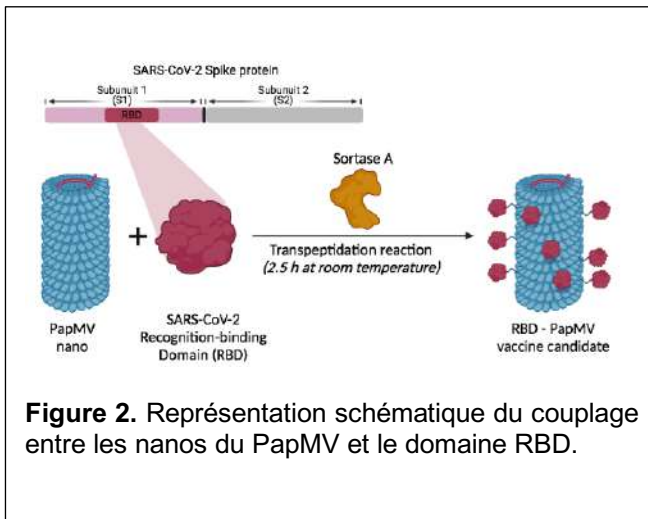 SARS-CoV-2 Spike protein
Subunuit 1
(S1)
Subunuit 2
(S2)
RBD
Sortase A
+
Transpeptidation reaction
(2.5 h at room temperature)
PapMV
nano
SARS-CoV-2
Recognition-binding
Domain (RBD)
RBD - PapMV
vaccine candidate
Figure 2. Représentation schématique du couplage
entre les nanos du PapMV et le domaine RBD.